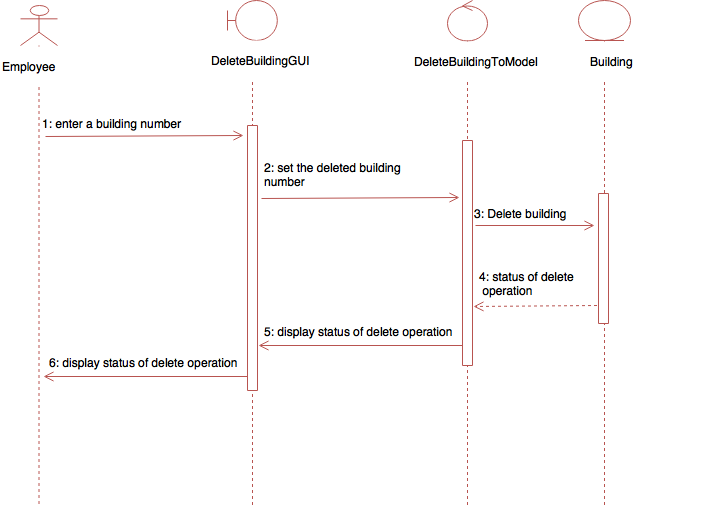 Employee
DeleteBuildingGUI
DeleteBuildingToModel
Building
1: enter a building number
2: set the deleted building
number
3: Delete building
4: status of delete
operation
5: display status of delete operation
6: display status of delete operation